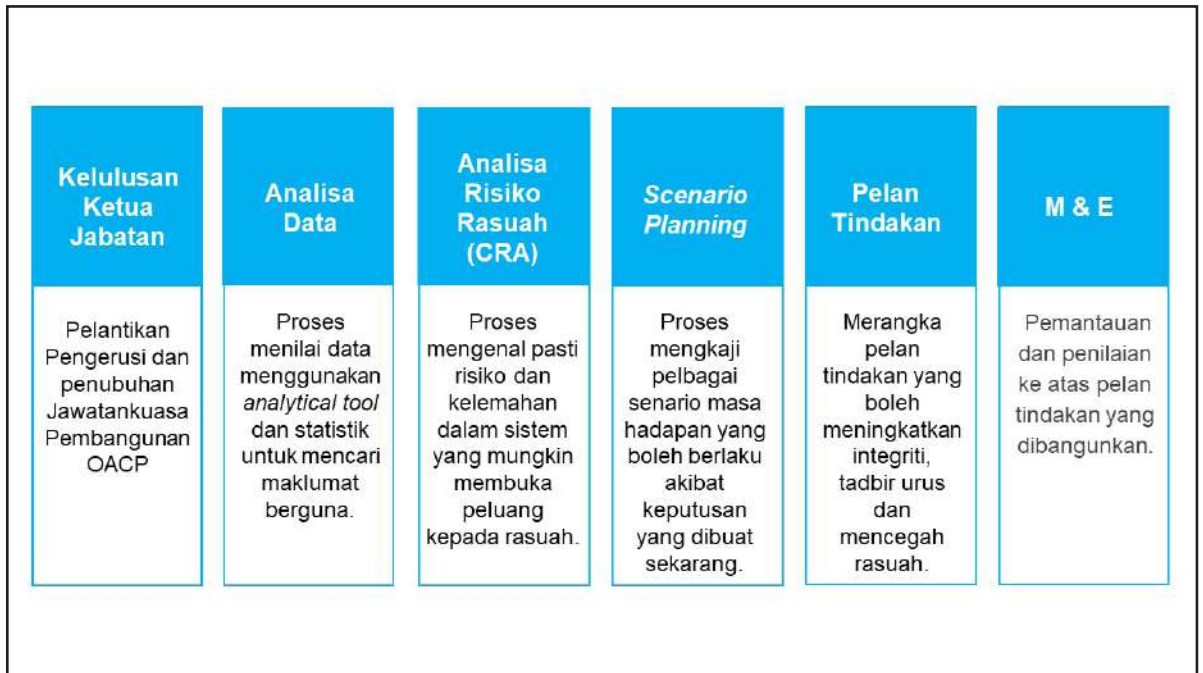 Kelulusan
Ketua
Jabatan
Pelantikan
Pengerusi dan
penubuhan
Jawatankuasa
Pembangunan
OACP
Analisa
Data
Proses
menilai data
menggunakan
analytical tool
dan statistik
untuk mencari
maklumat
berguna.
Analisa
Risiko
Rasuah
(CRA)
Proses
mengenal pasti
risiko dan
kelemahan
dalam sistem
yang mungkin
membuka
peluang
kepada rasuah.
Scenario
Planning
Proses
mengkaji
pelbagai
senario masa
hadapan yang
boleh berlaku
akibat
keputusan
yang dibuat
sekarang.
Pelan
Tindakan
Merangka
pelan
tindakan yang
boleh
meningkatkan
integriti,
tadbir urus
dan
mencegah
rasuah.
M & E
Pemantauan
dan penilaian
ke atas pelan
tindakan yang
dibangunkan.